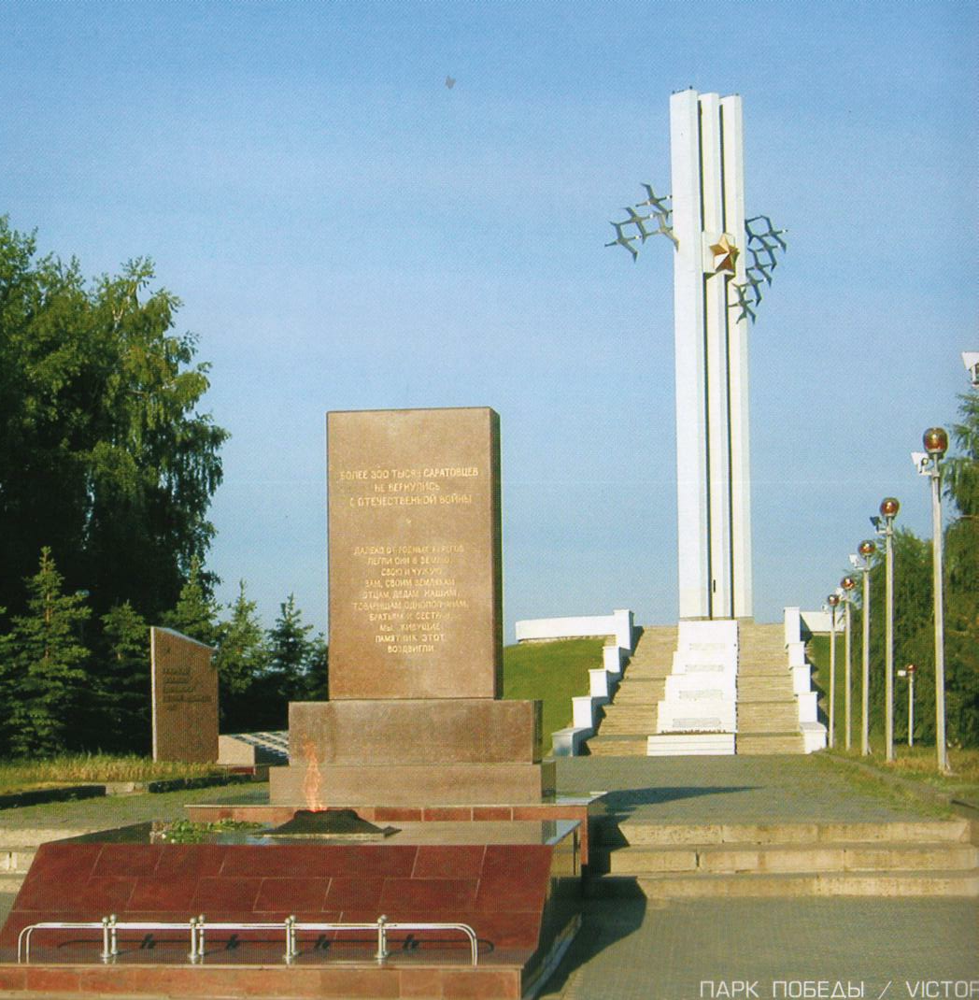 БОЛЕЕ 300 ТЫСЯЧ САРАТОВЦЕВ
НЕ ВЕРНУЛИСЬ
С ОТЕЧЕСТВЕННОЙ ВОЙНЫ
ДАЛЕКО ОТ РОДНЫХ БЕРЕГОВ
ЛЕГЛИ ОНИ В ЗЕМЛЮ
СВОЮ И ЧУЖУЮ
ВАМ, СВОИМ ЗЕМЛЯКАМ
ОТЦАМ, ДЕДАМ НАШИМ,
ТОВАРИЩАМ ОДНОПОЛЧАНАМ,
БРАТЬЯМ И СЕСТРАМ
МЫ ЖИВУЩИЕ
ПАМЯТНИК ЭТОТ
ВОЗДВИГЛИ
ПАРК ПОБЕДЫ / VICTOR